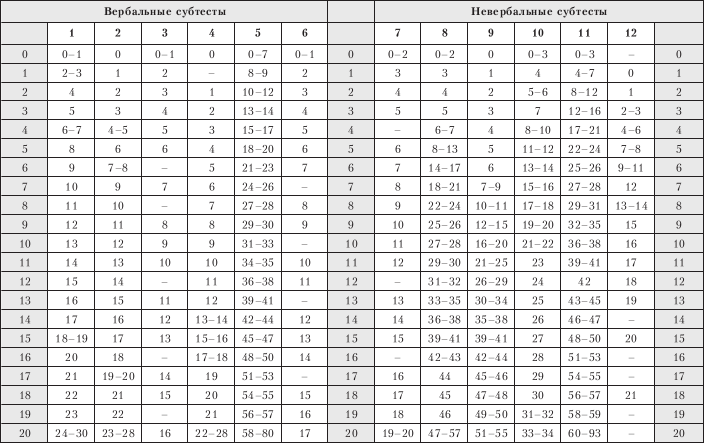 Вербальные субтесты Невербальные субтесты
1 2 3 4 5 6 7 8 9 10 11 12
0 0–1 0 0–1 0 0–7 0–1 0 0–2 0–2 0 0–3 0–3 – 0
1 2–3 1 2 – 8–9 2 1 3 3 1 4 4–7 0 1
2 4 2 3 1 10–12 3 2 4 4 2 5–6 8–12 1 2
3 5 3 4 2 13–14 4 3 5 5 3 7 12–16 2–3 3
4 6–7 4–5 5 3 15–17 5 4 – 6–7 4 8–10 17–21 4–6 4
5 8 6 6 4 18–20 6 5 6 8–13 5 11–12 22–24 7–8 5
6 9 7–8 – 5 21–23 7 6 7 14–17 6 13–14 25–26 9–11 6
7 10 9 7 6 24–26 – 7 8 18–21 7–9 15–16 27–28 12 7
8 11 10 – 7 27–28 8 8 9 22–24 10–11 17–18 29–31 13–14 8
9 12 11 8 8 29–30 9 9 10 25–26 12–15 19–20 32–35 15 9
10 13 12 9 9 31–33 – 10 11 27–28 16–20 21–22 36–38 16 10
11 14 13 10 10 34–35 10 11 12 29–30 21–25 23 39–41 17 11
12 15 14 – 11 36–38 11 12 – 31–32 26–29 24 42 18 12
13 16 15 11 12 39–41 – 13 13 33–35 30–34 25 43–45 19 13
14 17 16 12 13–14 42–44 12 14 14 36–38 35–38 26 46–47 – 14
15 18–19 17 13 15–16 45–47 13 15 15 39–41 39–41 27 48–50 20 15
16 20 18 – 17–18 48–50 14 16 – 42–43 42–44 28 51–53 – 16
17 21 19–20 14 19 51–53 – 17 16 44 45–46 29 54–55 – 17
18 22 21 15 20 54–55 15 18 17 45 47–48 30 56–57 21 18
19 23 22 – 21 56–57 16 19 18 46 49–50 31–32 58–59 – 19
20 24–30 23–28 16 22–28 58–80 17 20 19–20 47–57 51–55 33–34 60–93 – 20